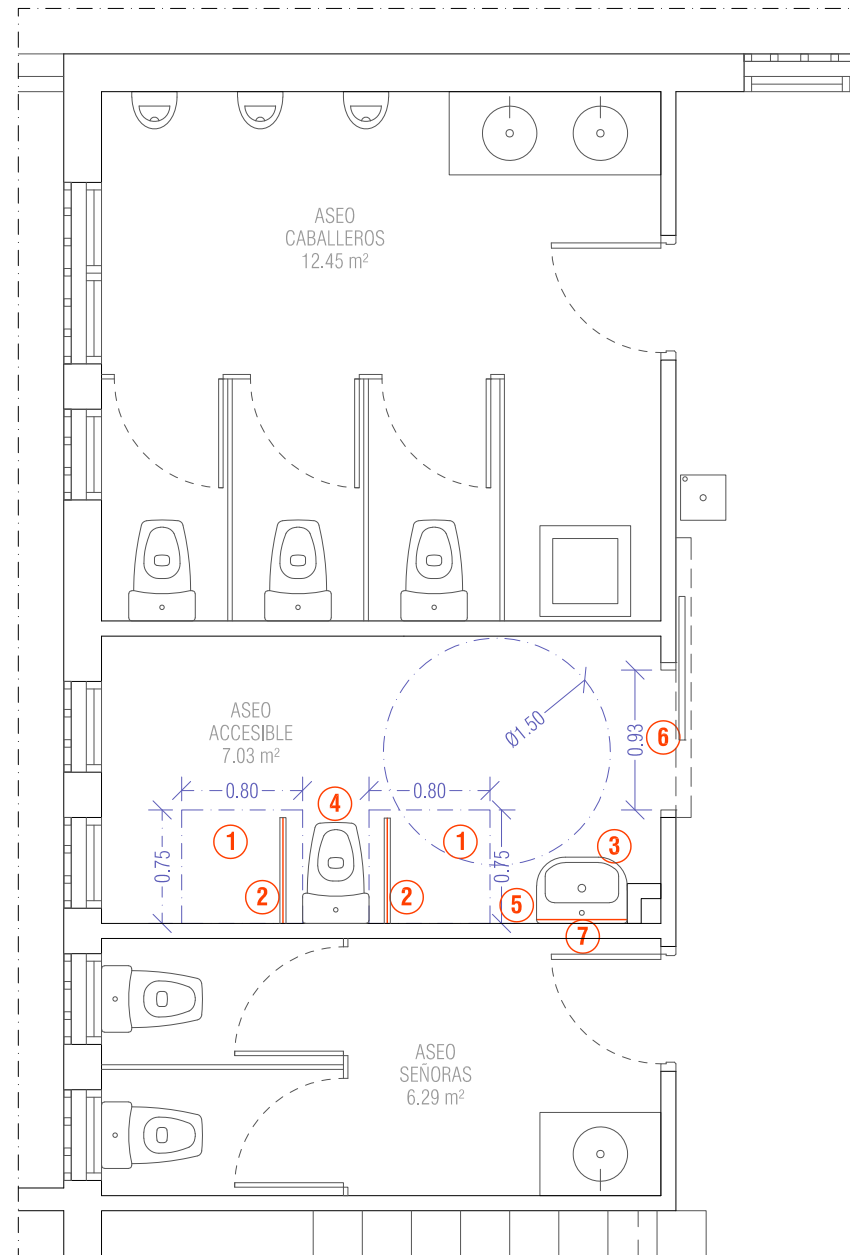 ASEO
CABALLEROS
12.45 m²
Ø1.50
0.93
6
ASEO
ACCESIBLE
7.03 m²
0.80
0.80
4
1
1
0.75
0.75
3
2
2
5
7
ASEO
SEÑORAS
6.29 m²